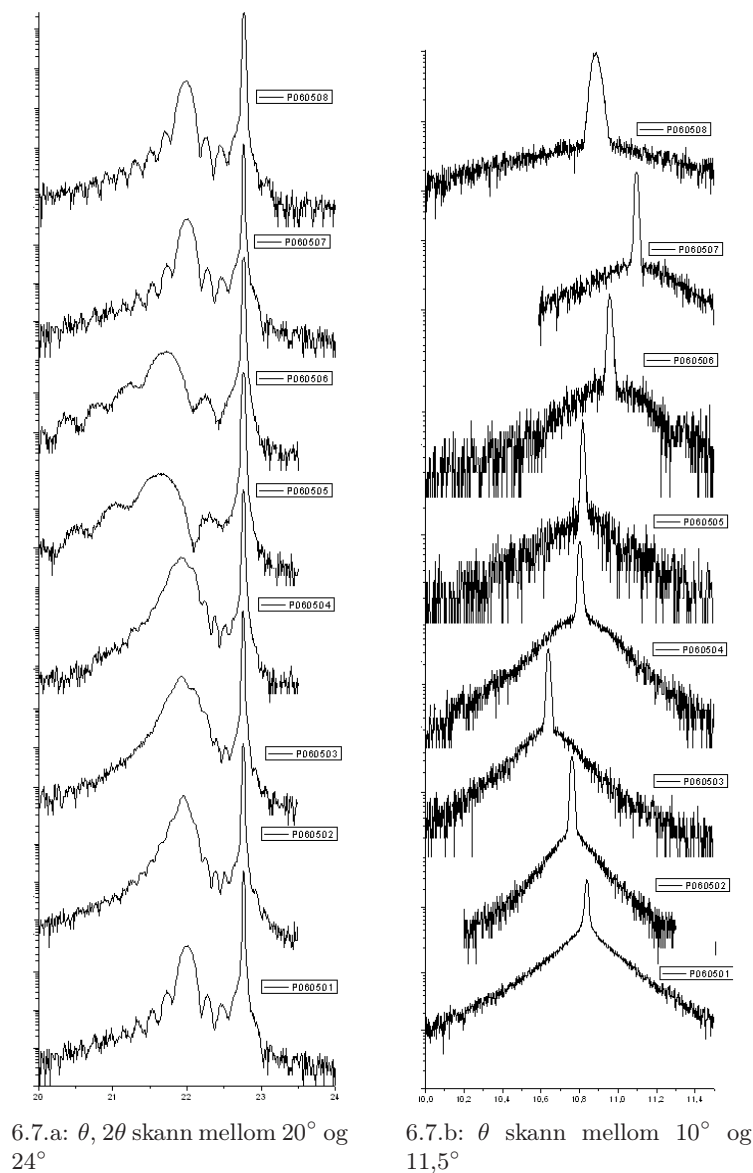 P060508
P060507
P060506
P060505
P060504
P060503
P060502
P060501
20 21 22 23 24
6.7.a: θ, 2θ skann mellom 20° og
24°
P060508
P060507
P060506
P060505
P060504
P060503
P060502
P060501
10,0 10,2 10,4 10,6 10,8 11,0 11,2 11,4
6.7.b: θ skann mellom 10° og
11,5°